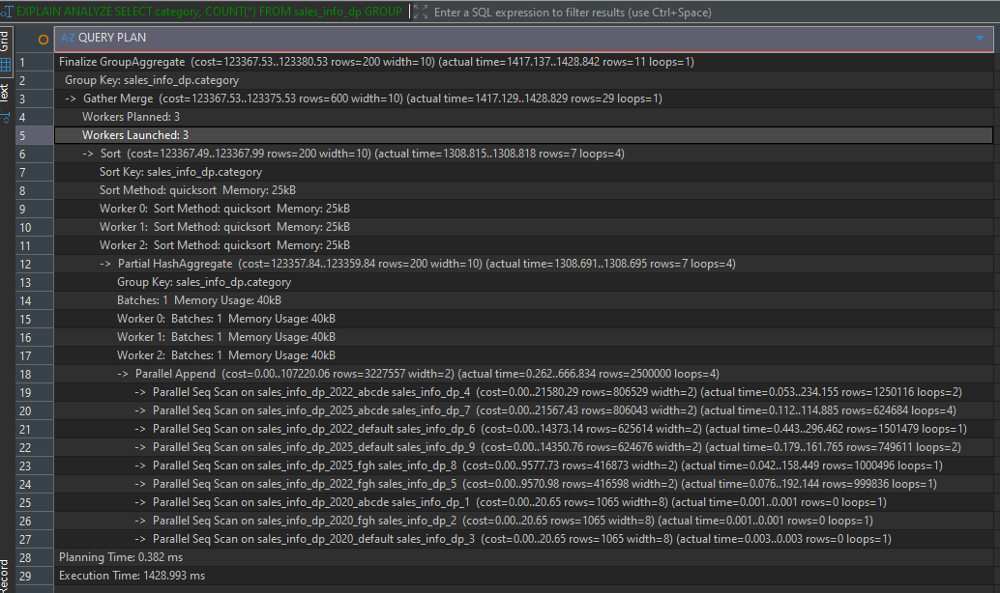 EXPLAIN ANALYZE SELECT category, COUNT(*) FROM sales_info_dp GROUP Enter a SQL expression to filter results (use Ctrl+Space)
Grid
Text
Record
A-Z QUERY PLAN
1 Finalize GroupAggregate (cost=123367.53..123380.53 rows=200 width=10) (actual time=1417.137..1428.842 rows=11 loops=1)
2 Group Key: sales_info_dp.category
3 -> Gather Merge (cost=123367.53..123375.53 rows=600 width=10) (actual time=1417.129..1428.829 rows=29 loops=1)
4 Workers Planned: 3
5 Workers Launched: 3
6 -> Sort (cost=123367.49..123367.99 rows=200 width=10) (actual time=1308.815..1308.818 rows=7 loops=4)
7 Sort Key: sales_info_dp.category
8 Sort Method: quicksort Memory: 25kB
9 Worker 0: Sort Method: quicksort Memory: 25kB
10 Worker 1: Sort Method: quicksort Memory: 25kB
11 Worker 2: Sort Method: quicksort Memory: 25kB
12 -> Partial HashAggregate (cost=123357.84..123359.84 rows=200 width=10) (actual time=1308.691..1308.695 rows=7 loops=4)
13 Group Key: sales_info_dp.category
14 Batches: 1 Memory Usage: 40kB
15 Worker 0: Batches: 1 Memory Usage: 40kB
16 Worker 1: Batches: 1 Memory Usage: 40kB
17 Worker 2: Batches: 1 Memory Usage: 40kB
18 -> Parallel Append (cost=0.00..107220.06 rows=3227557 width=2) (actual time=0.262..666.834 rows=2500000 loops=4)
19 -> Parallel Seq Scan on sales_info_dp_2022_abcde sales_info_dp_4 (cost=0.00..21580.29 rows=806529 width=2) (actual time=0.053..234.155 rows=1250116 loops=2)
20 -> Parallel Seq Scan on sales_info_dp_2025_abcde sales_info_dp_7 (cost=0.00..21567.43 rows=806043 width=2) (actual time=0.112..114.885 rows=624684 loops=4)
21 -> Parallel Seq Scan on sales_info_dp_2022_default sales_info_dp_6 (cost=0.00..14373.14 rows=625614 width=2) (actual time=0.443..296.462 rows=1501479 loops=1)
22 -> Parallel Seq Scan on sales_info_dp_2025_default sales_info_dp_9 (cost=0.00..14350.76 rows=624676 width=2) (actual time=0.179..161.765 rows=749611 loops=2)
23 -> Parallel Seq Scan on sales_info_dp_2025_fgh sales_info_dp_8 (cost=0.00..9577.73 rows=416873 width=2) (actual time=0.042..158.449 rows=1000496 loops=1)
24 -> Parallel Seq Scan on sales_info_dp_2022_fgh sales_info_dp_5 (cost=0.00..9570.98 rows=416598 width=2) (actual time=0.076..192.144 rows=999836 loops=1)
25 -> Parallel Seq Scan on sales_info_dp_2020_abcde sales_info_dp_1 (cost=0.00..20.65 rows=1065 width=8) (actual time=0.001..0.001 rows=0 loops=1)
26 -> Parallel Seq Scan on sales_info_dp_2020_fgh sales_info_dp_2 (cost=0.00..20.65 rows=1065 width=8) (actual time=0.001..0.001 rows=0 loops=1)
27 -> Parallel Seq Scan on sales_info_dp_2020_default sales_info_dp_3 (cost=0.00..20.65 rows=1065 width=8) (actual time=0.003..0.003 rows=0 loops=1)
28 Planning Time: 0.382 ms
29 Execution Time: 1428.993 ms